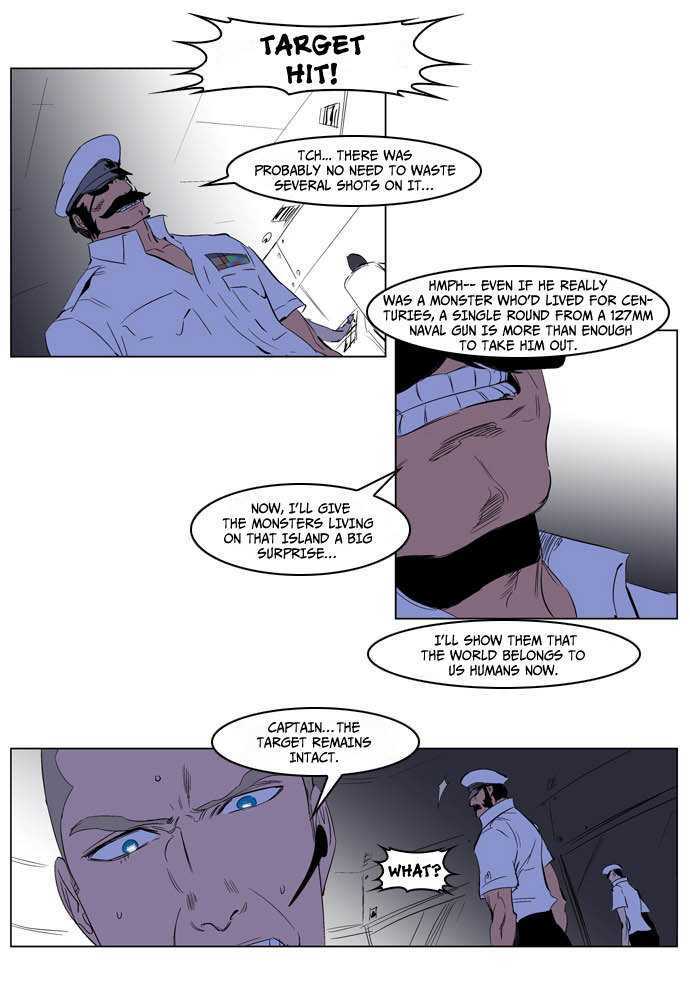 TARGET
HIT!
TCH... THERE WAS
PROBABLY NO NEED TO WASTE
SEVERAL SHOTS ON IT...
HMPH-- EVEN IF HE REALLY
WAS A MONSTER WHO'D LIVED FOR CEN-
TURIES, A SINGLE ROUND FROM A 127MM
NAVAL GUN IS MORE THAN ENOUGH
TO TAKE HIM OUT.
NOW, I'LL GIVE
THE MONSTERS LIVING
ON THAT ISLAND A BIG
SURPRISE...
I'LL SHOW THEM THAT
THE WORLD BELONGS TO
US HUMANS NOW.
CAPTAIN...THE
TARGET REMAINS
INTACT.
WHAT?